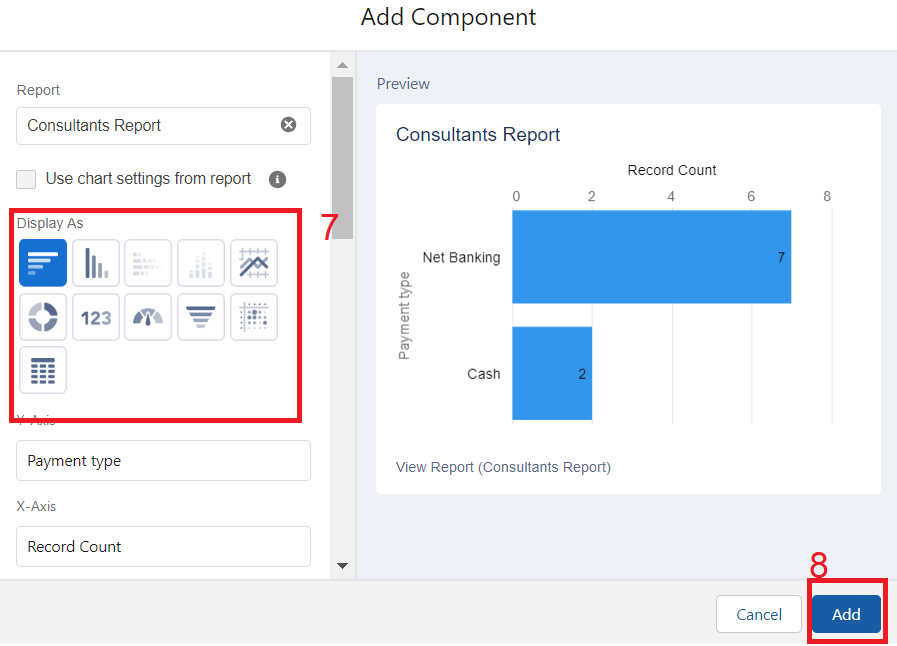 Add Component
Report
Consultants Report
Use chart settings from report
Display As
7
123
Y-Axis
Payment type
X-Axis
Record Count
Preview
Consultants Report
Record Count
0 2 4 6 8
Payment type
Net Banking 7
Cash 2
View Report (Consultants Report)
8
Cancel Add